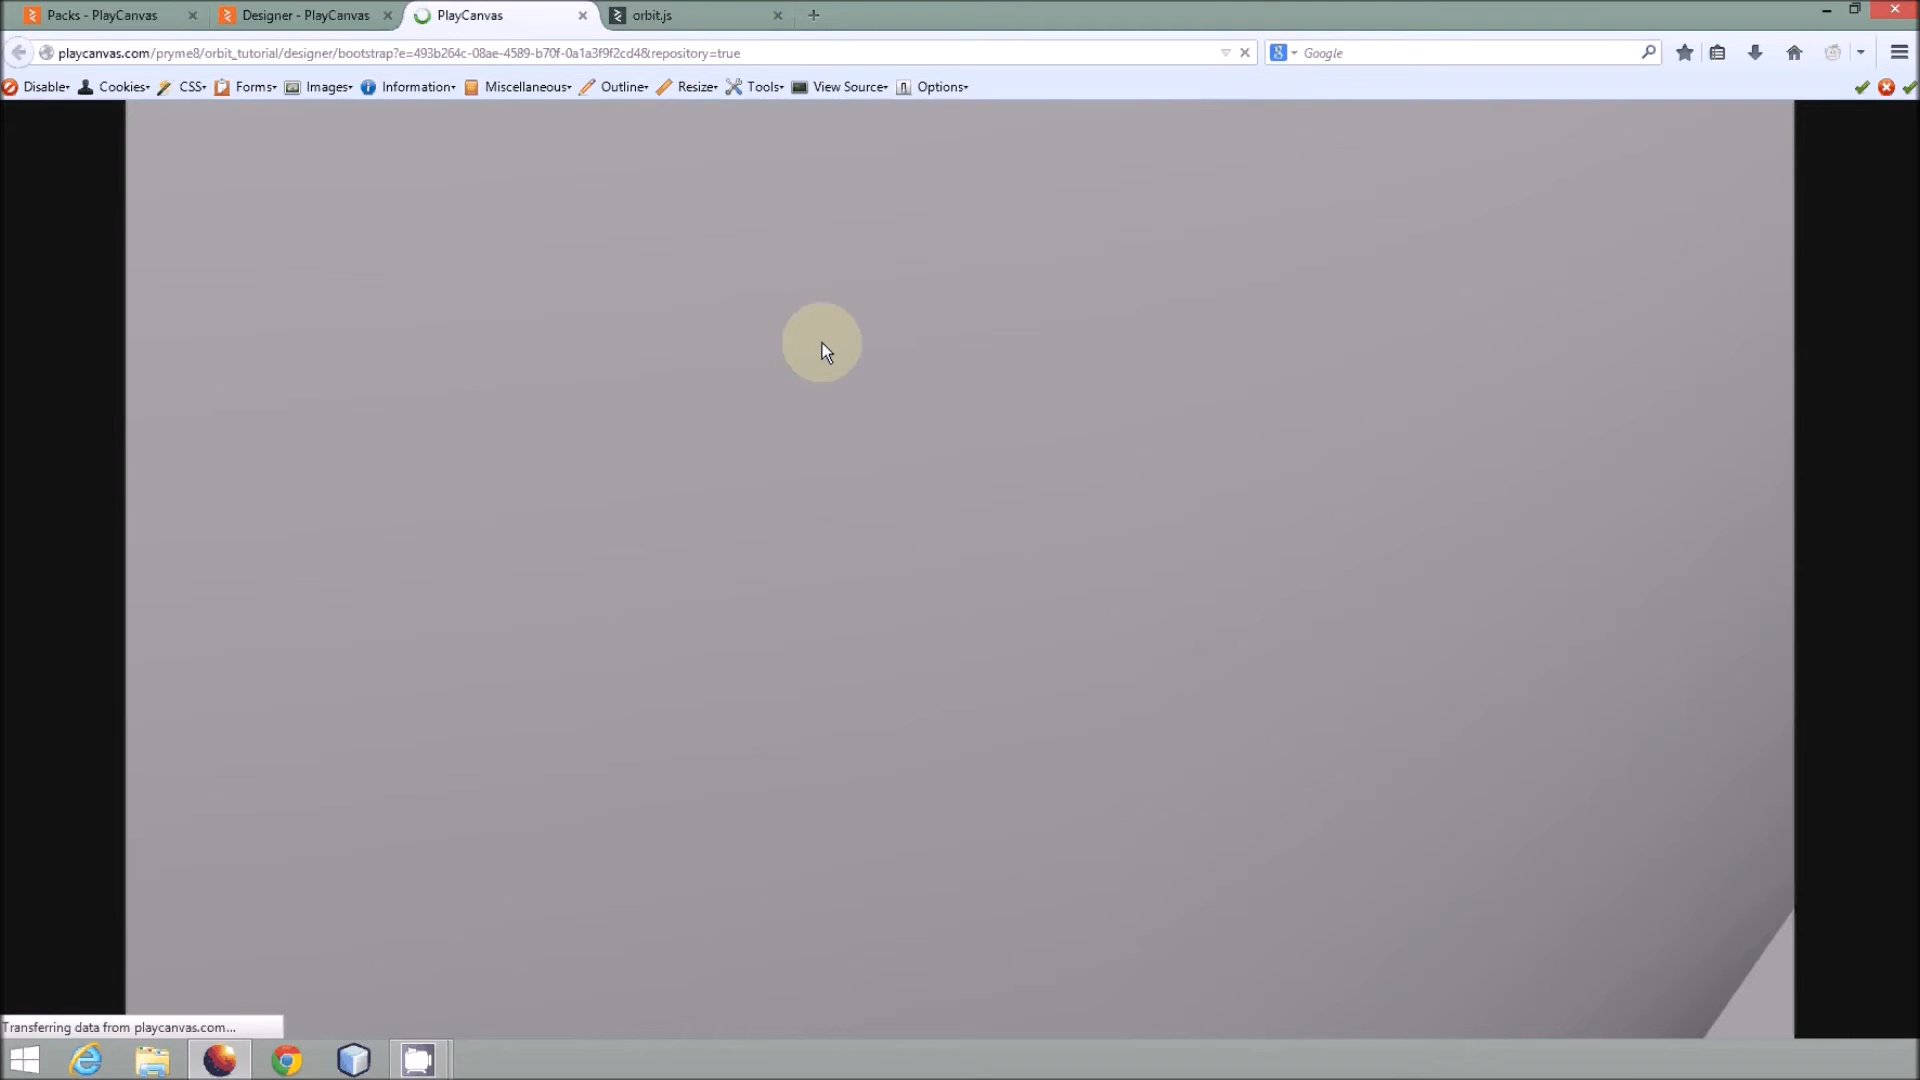 Packs - PlayCanvas
Designer - PlayCanvas
PlayCanvas
orbit.js
playcanvas.com/pryme8/orbit_tutorial/designer/bootstrap?e=493b264c-08ae-4589-b70f-0a1a3f9f2cd4&repository=true
Google
Disable Cookies CSS Forms Images Information Miscellaneous Outline Resize Tools View Source Options
Transferring data from playcanvas.com...